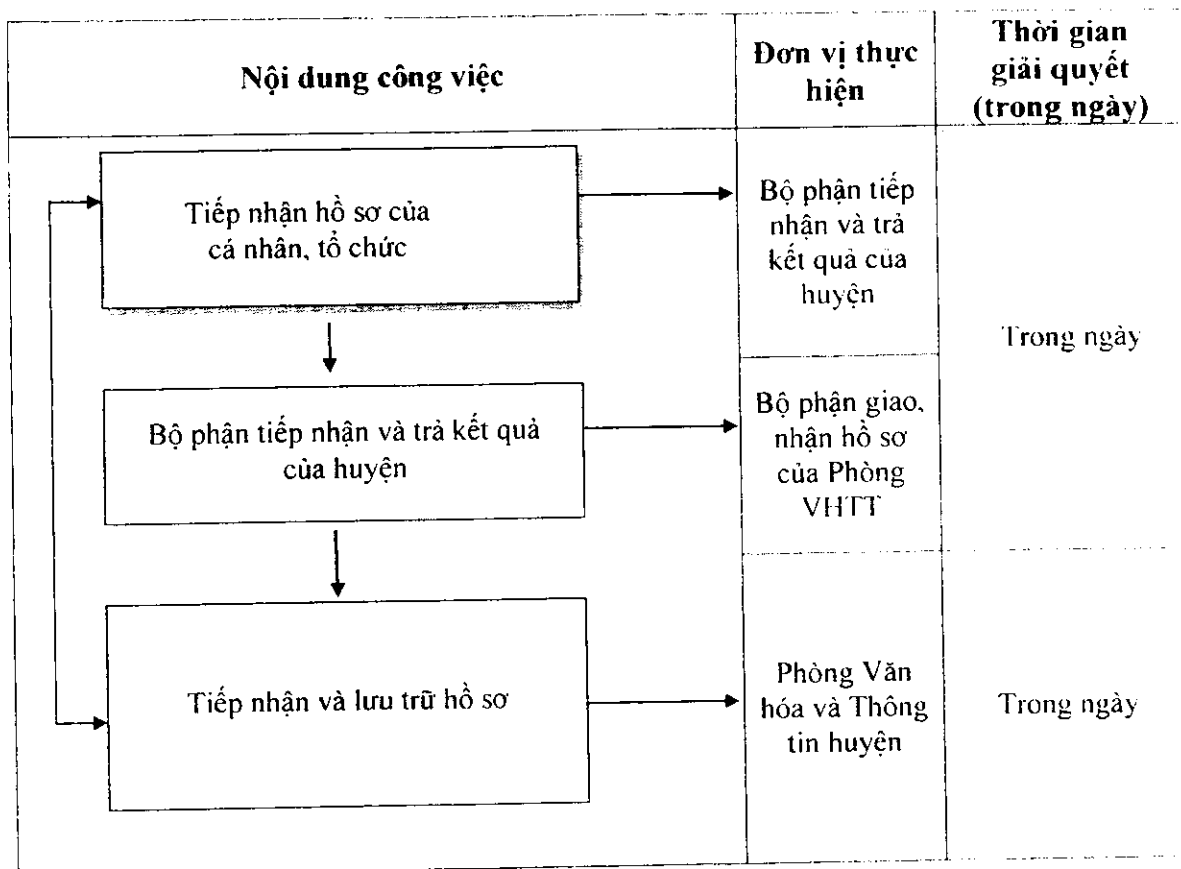 Nội dung công việc
Đơn vị thực
hiện
Thời gian
giải quyết
(trong ngày)
Tiếp nhận hồ sơ của
cá nhân, tổ chức
Bộ phận tiếp
nhận và trả
kết quả của
huyện
Trong ngày
Bộ phận tiếp nhận và trả kết quả
của huyện
Bộ phận giao,
nhận hồ sơ
của Phòng
VHTT
Tiếp nhận và lưu trữ hồ sơ
Phòng Văn
hóa và Thông
tin huyện
Trong ngày